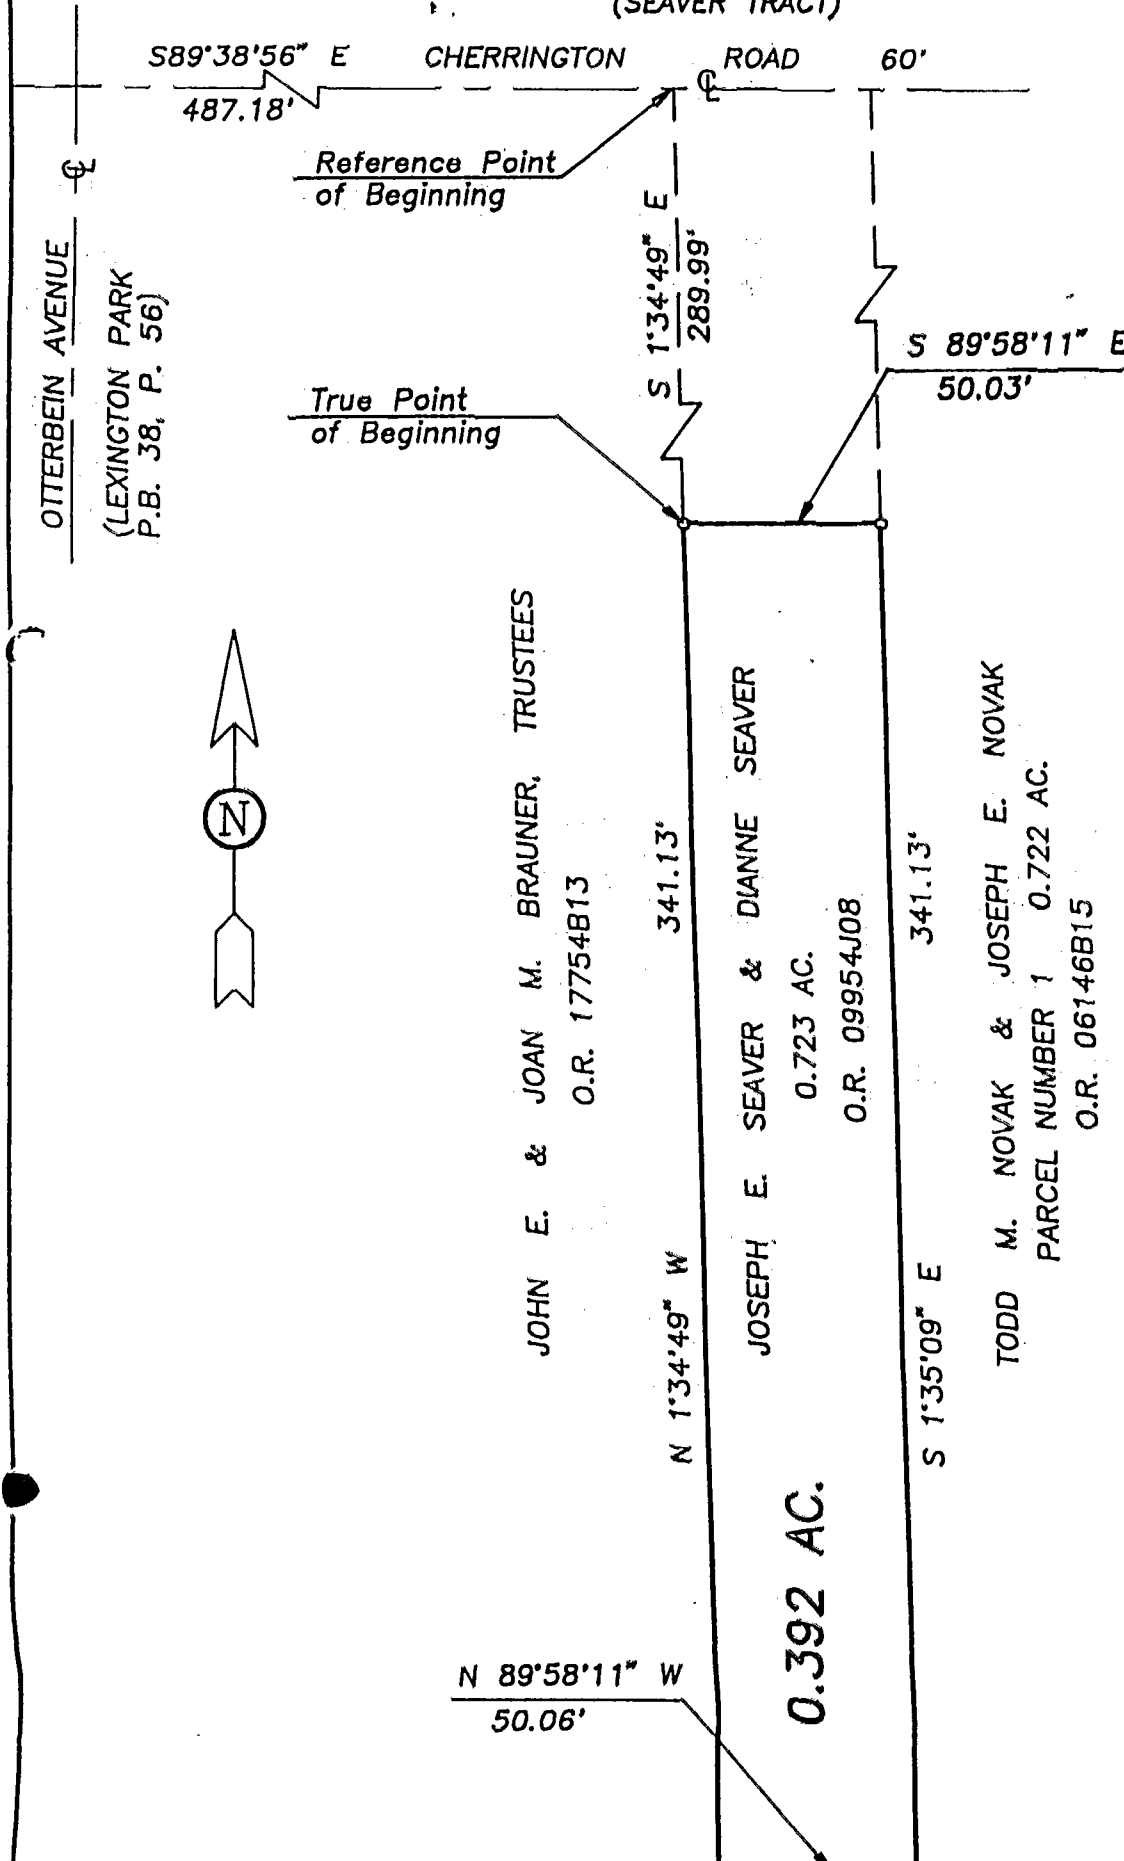 (SEAVER TRACT)
S89°38'56" E CHERRINGTON ROAD 60'
487.18'
Reference Point
of Beginning
S 1°34'49" E
289.99'
OTTERBEIN AVENUE
(LEXINGTON PARK
P.B. 38, P. 56)
S 89°58'11" E
50.03'
True Point
of Beginning
N
JOHN E. & JOAN M. BRAUNER, TRUSTEES
O.R. 17754B13
N 1°34'49" W 341.13'
JOSEPH E. SEAVER & DIANNE SEAVER
0.723 AC.
O.R. 09954J08
S 1°35'09" E 341.13'
TODD M. NOVAK & JOSEPH E. NOVAK
PARCEL NUMBER 1 0.722 AC.
O.R. 06146B15
0.392 AC.
N 89°58'11" W
50.06'